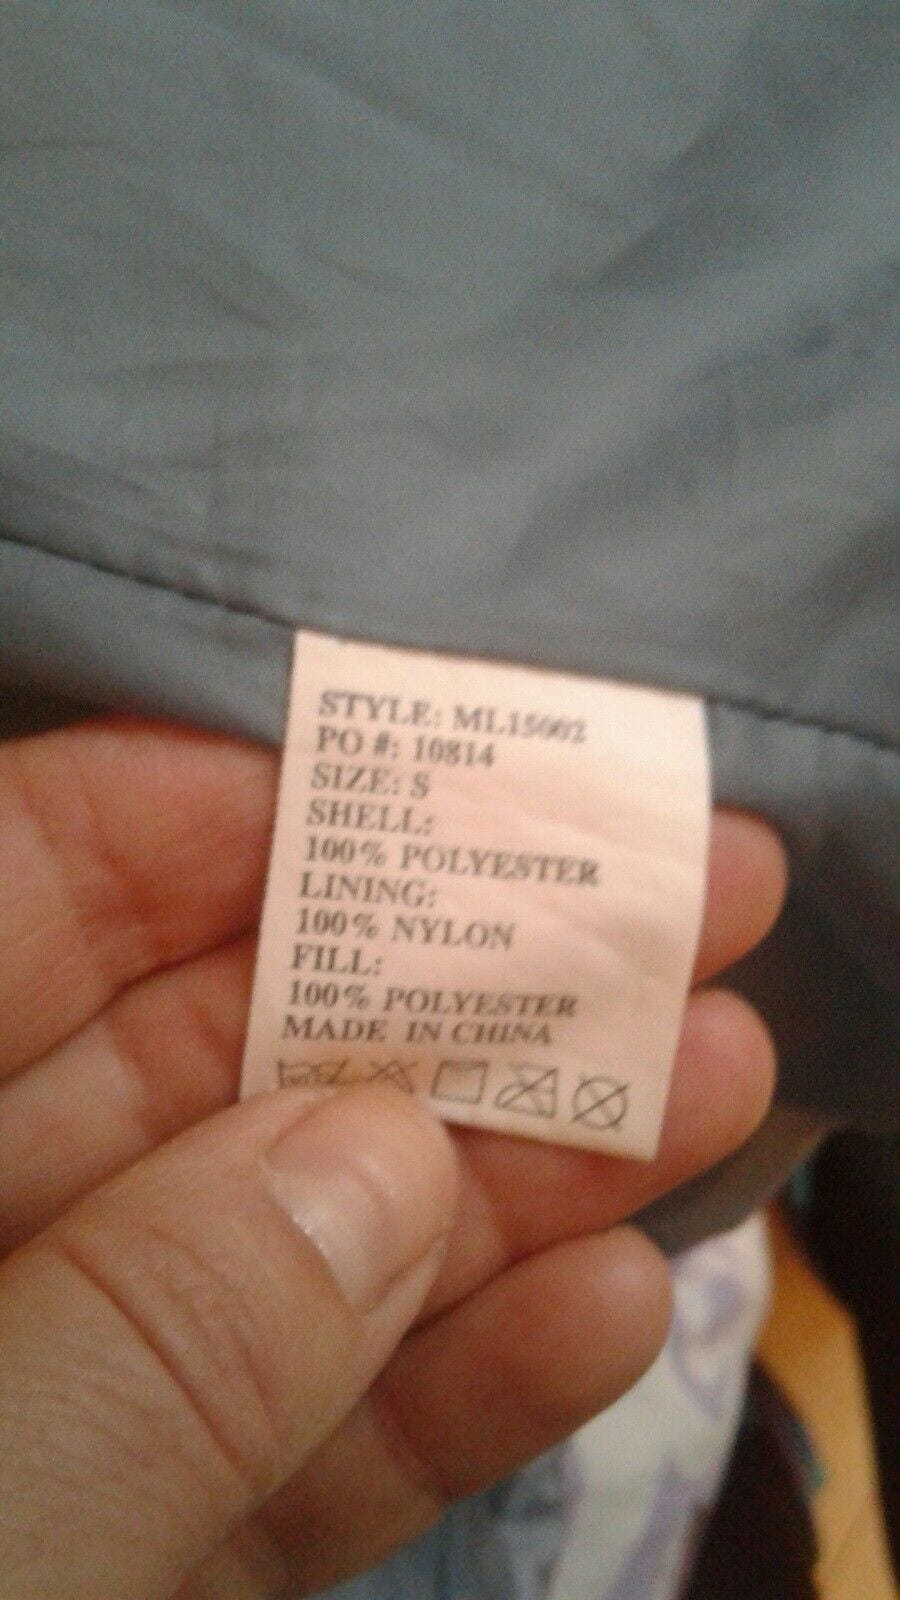 STYLE: ML15002
PO #: 10814
SIZE: S
SHELL:
100% POLYESTER
LINING:
100% NYLON
FILL:
100% POLYESTER
MADE IN CHINA